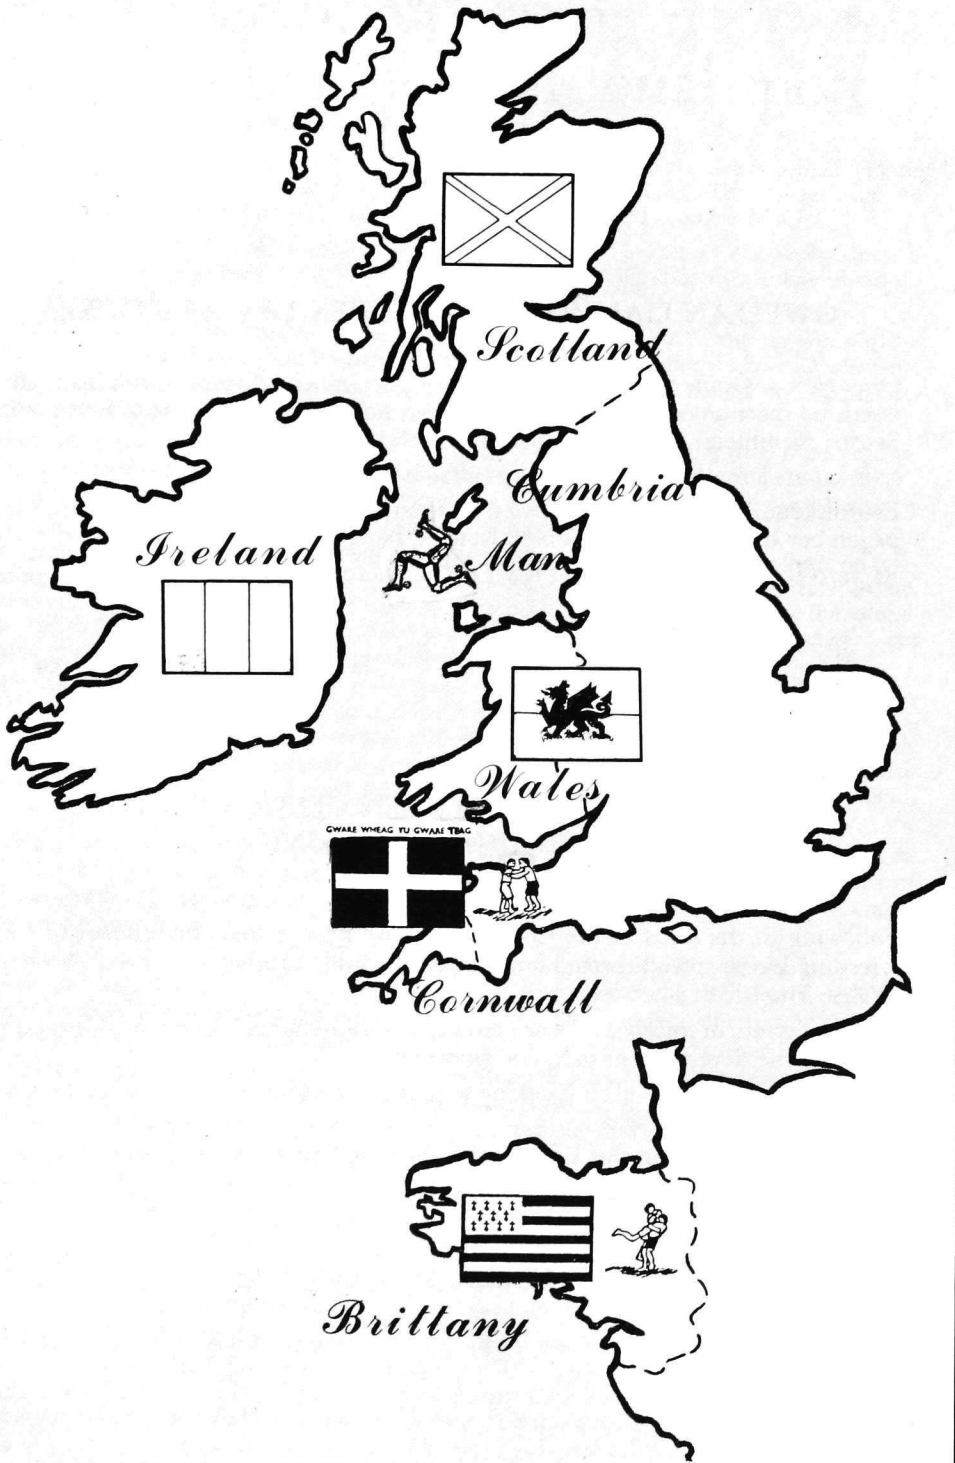 Scotland
Cumbria
Ireland
Man
Wales
GWARE WHEAG YU GWARE TEAG
Cornwall
Brittany